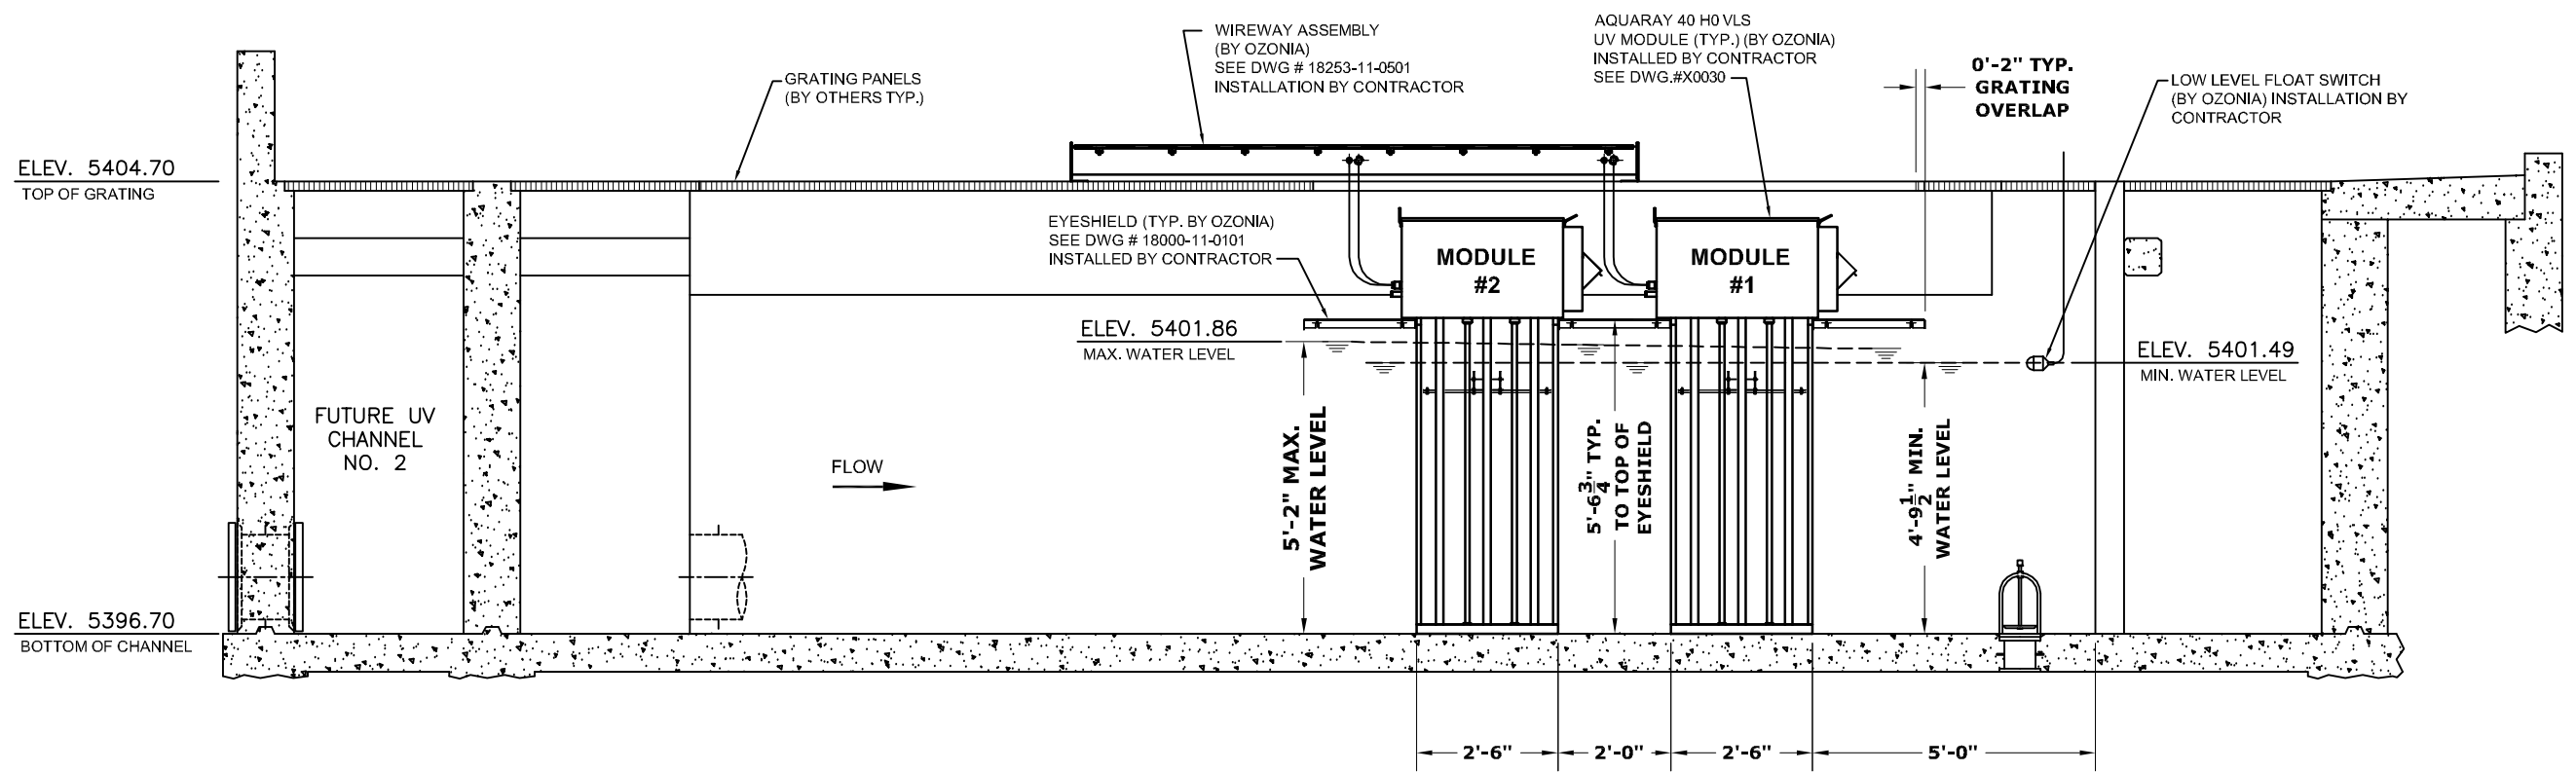 WIREWAY ASSEMBLY
(BY OZONIA)
SEE DWG # 18253-11-0501
INSTALLATION BY CONTRACTOR
AQUARAY 40 H0 VLS
UV MODULE (TYP.) (BY OZONIA)
INSTALLED BY CONTRACTOR
SEE DWG.#X0030
0'-2" TYP.
GRATING
OVERLAP
LOW LEVEL FLOAT SWITCH
(BY OZONIA) INSTALLATION BY
CONTRACTOR
GRATING PANELS
(BY OTHERS TYP.)
ELEV. 5404.70
TOP OF GRATING
EYESHIELD (TYP. BY OZONIA)
SEE DWG # 18000-11-0101
INSTALLED BY CONTRACTOR
MODULE
#2
MODULE
#1
ELEV. 5401.86
MAX. WATER LEVEL
ELEV. 5401.49
MIN. WATER LEVEL
FUTURE UV
CHANNEL
NO. 2
FLOW
5'-2" MAX.
WATER LEVEL
5'-6 3/4" TYP.
TO TOP OF
EYESHIELD
4'-9 1/2" MIN.
WATER LEVEL
ELEV. 5396.70
BOTTOM OF CHANNEL
2'-6"
2'-0"
2'-6"
5'-0"